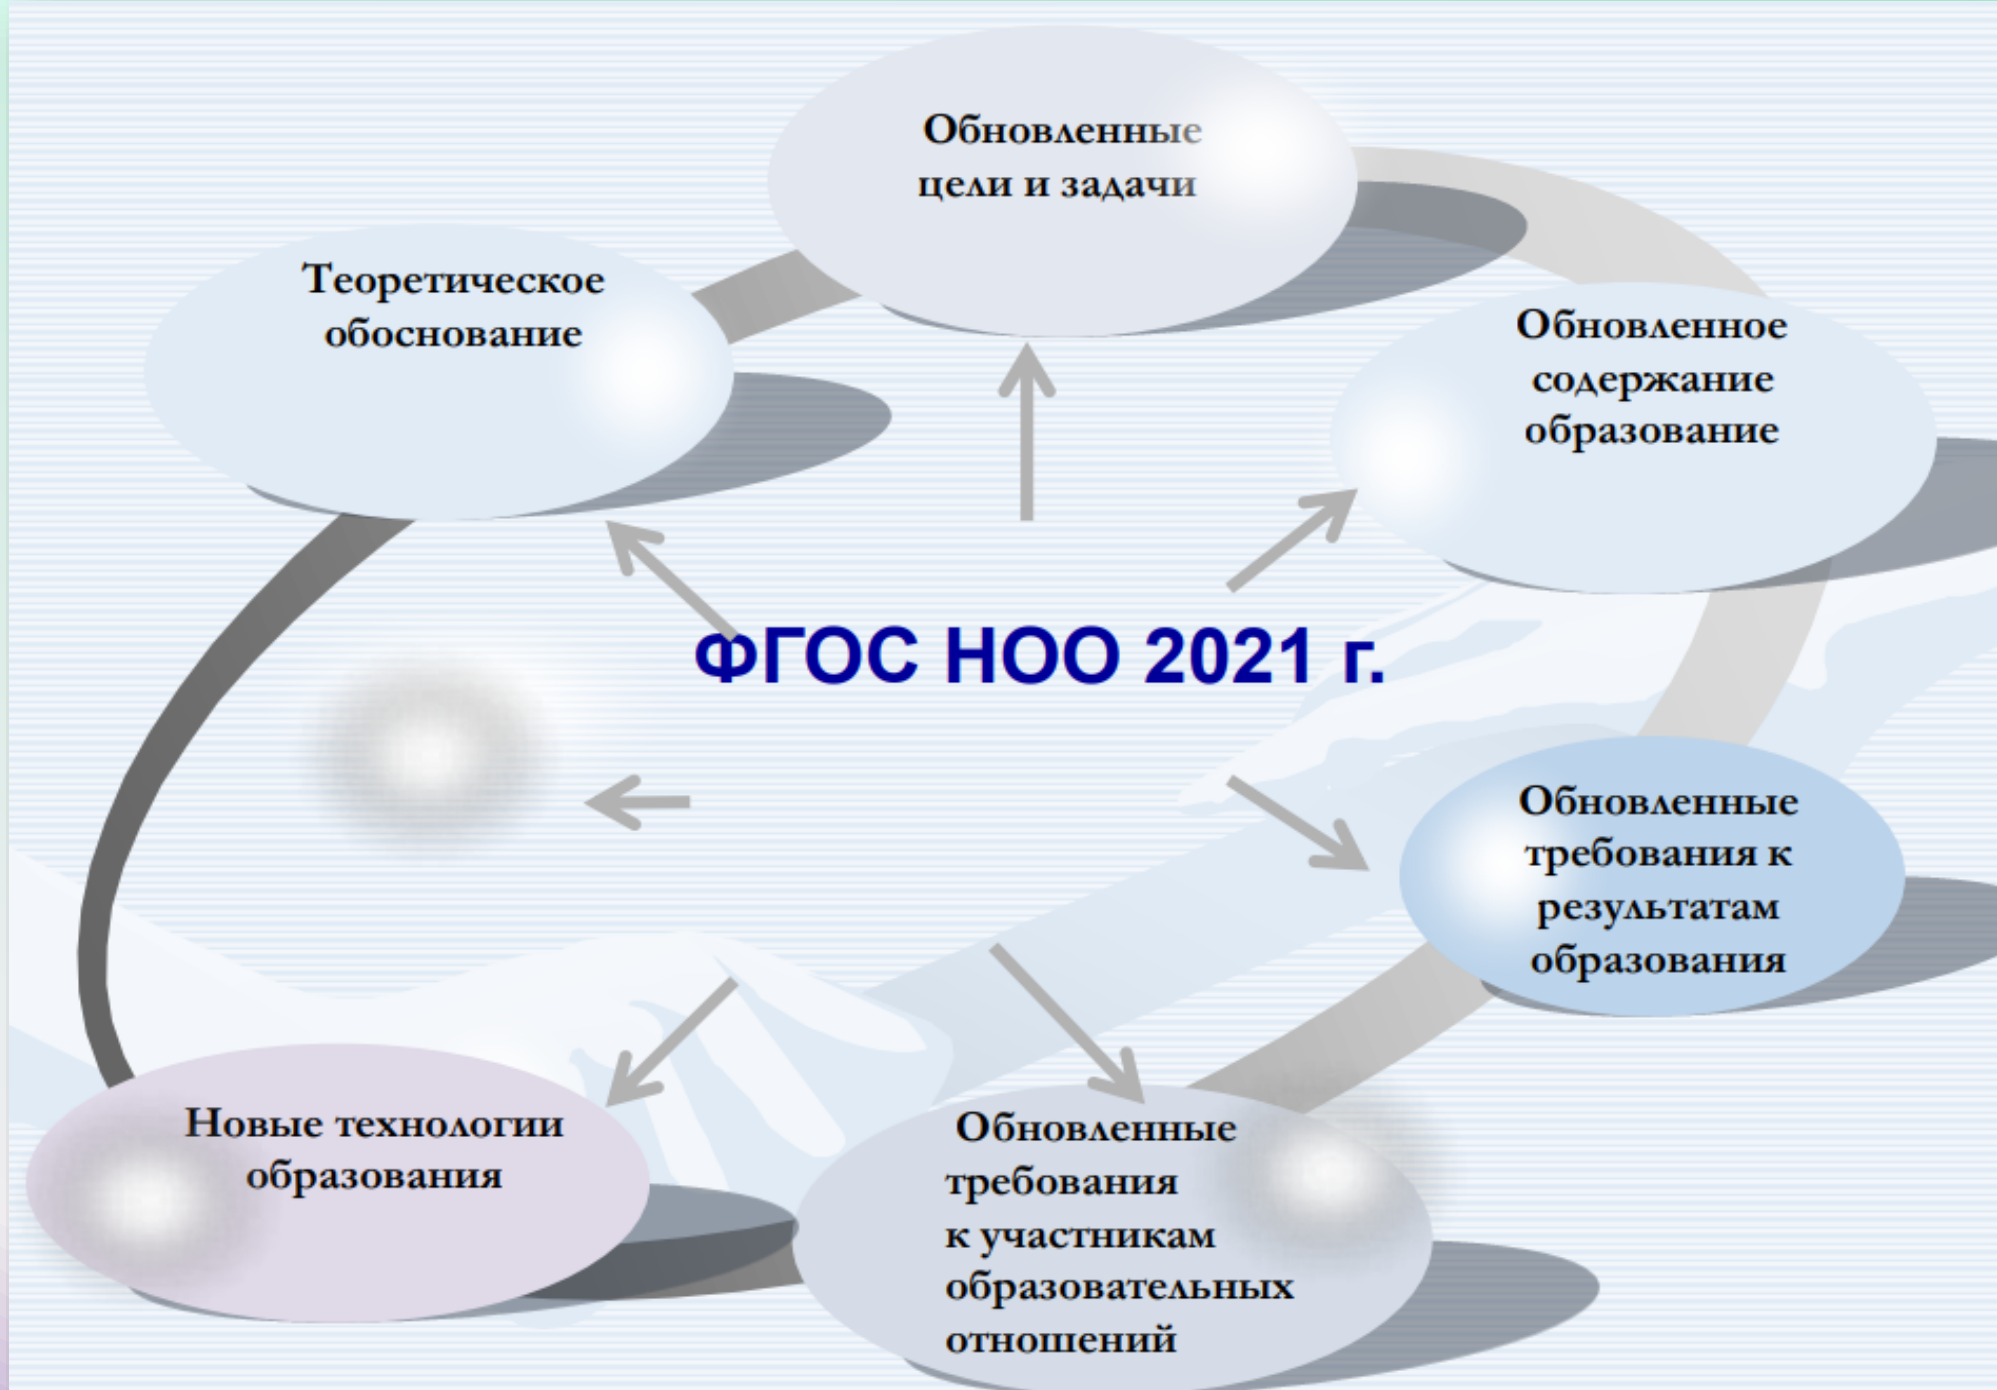 Обновленные
цели и задачи
Теоретическое
обоснование
Обновленное
содержание
образование
ФГОС НОО 2021 г.
Обновленные
требования к
результатам
образования
Новые технологии
образования
Обновленные
требования
к участникам
образовательных
отношений